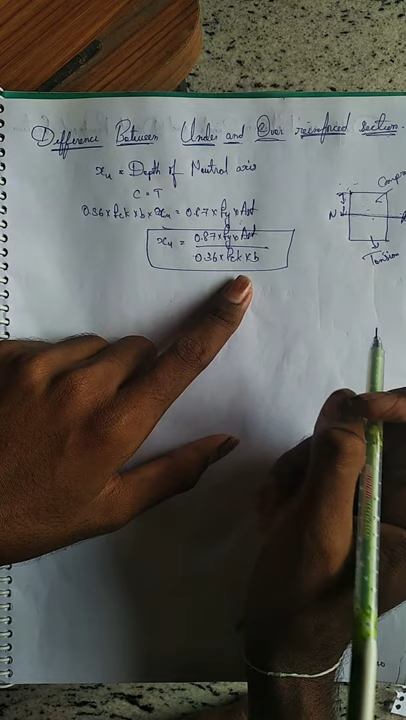 Difference Between Under and Over reinforced section.
xu = Depth of Neutral axis
C = T
0.36 x fck x b x xu = 0.87 x fy x Ast
xu = 0.87 x fy x Ast
0.36 x fck x b
N
Tension